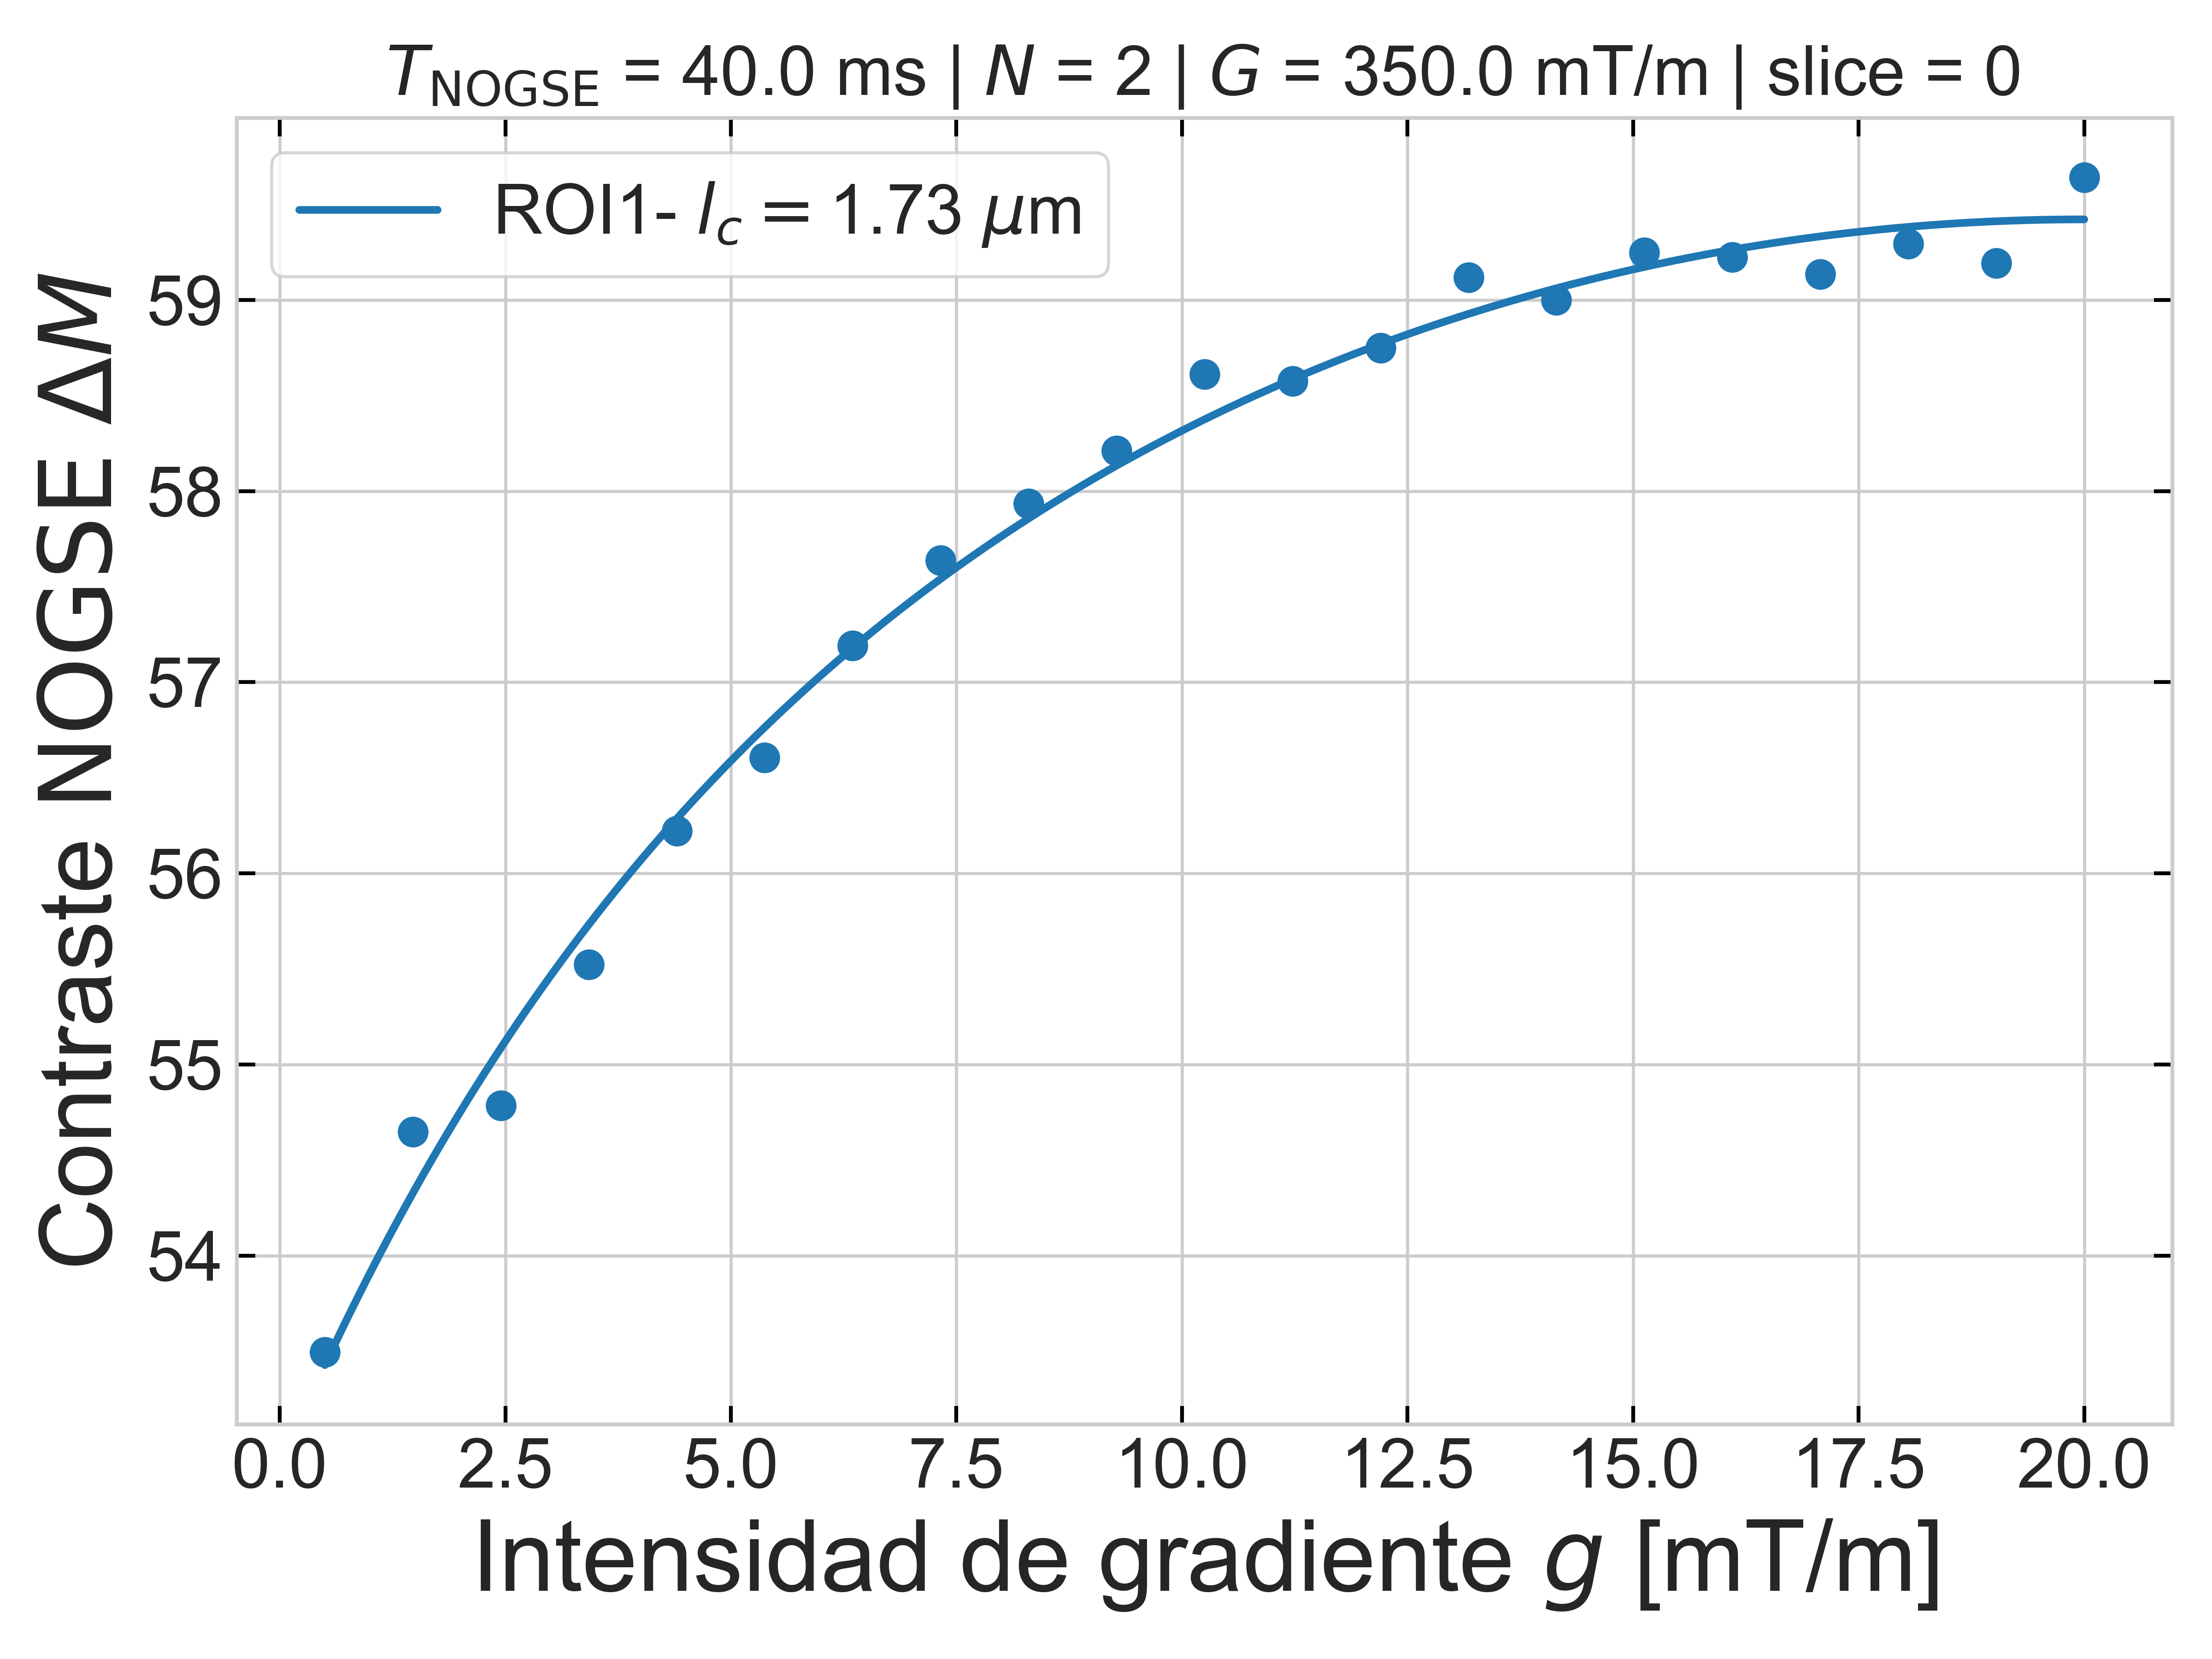 T_NOGSE = 40.0 ms | N = 2 | G = 350.0 mT/m | slice = 0
ROI1- l_c = 1.73 μm
Contraste NOGSE ΔM
59
58
57
56
55
54
0.0 2.5 5.0 7.5 10.0 12.5 15.0 17.5 20.0
Intensidad de gradiente g [mT/m]